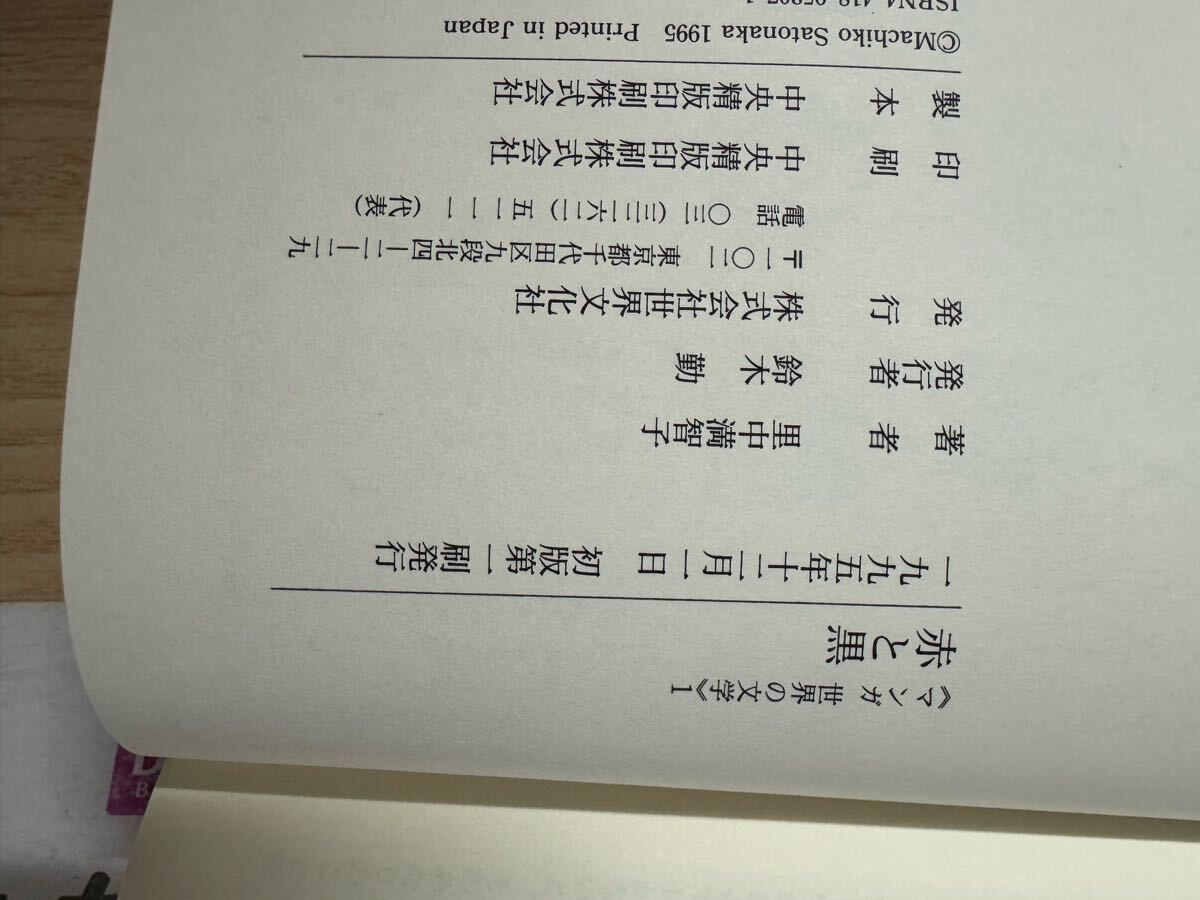 《マンガ 世界の文学》1
赤と黒
一九九五年十二月一日 初版第一刷発行
著者 里中満智子
発行者 鈴木 勤
発行 株式会社世界文化社
〒一〇二 東京都千代田区九段北四―二―二九
電話 〇三(三二六二)五一一一(代表)
印刷 中央精版印刷株式会社
製本 中央精版印刷株式会社
©Machiko Satonaka 1995 Printed in Japan